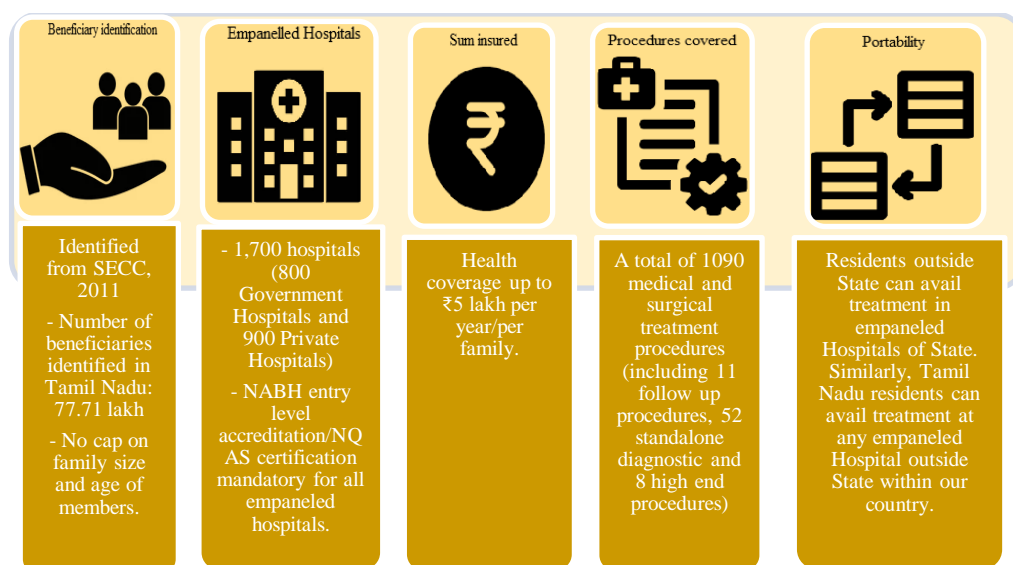 Beneficiary identification
Identified
from SECC,
2011
- Number of
beneficiaries
identified in
Tamil Nadu:
77.71 lakh
- No cap on
family size
and age of
members.
Empanelled Hospitals
- 1,700 hospitals
(800
Government
Hospitals and
900 Private
Hospitals)
- NABH entry
level
accreditation/NQ
AS certification
mandatory for all
empaneled
hospitals.
Sum insured
₹
Health
coverage up to
₹5 lakh per
year/per
family.
Procedures covered
A total of 1090
medical and
surgical
treatment
procedures
(including 11
follow up
procedures, 52
standalone
diagnostic and
8 high end
procedures)
Portability
Residents outside
State can avail
treatment in
empaneled
Hospitals of State.
Similarly, Tamil
Nadu residents can
avail treatment at
any empaneled
Hospital outside
State within our
country.